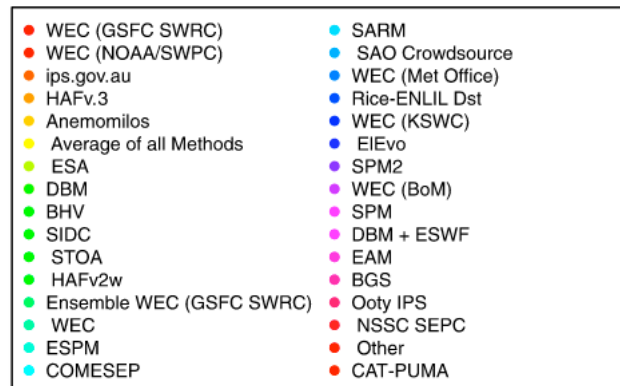 WEC (GSFC SWRC)
WEC (NOAA/SWPC)
ips.gov.au
HAFv.3
Anemomilos
Average of all Methods
ESA
DBM
BHV
SIDC
STOA
HAFv2w
Ensemble WEC (GSFC SWRC)
WEC
ESPM
COMESEP
SARM
SAO Crowdsource
WEC (Met Office)
Rice-ENLIL Dst
WEC (KSWC)
ElEvo
SPM2
WEC (BoM)
SPM
DBM + ESWF
EAM
BGS
Ooty IPS
NSSC SEPC
Other
CAT-PUMA